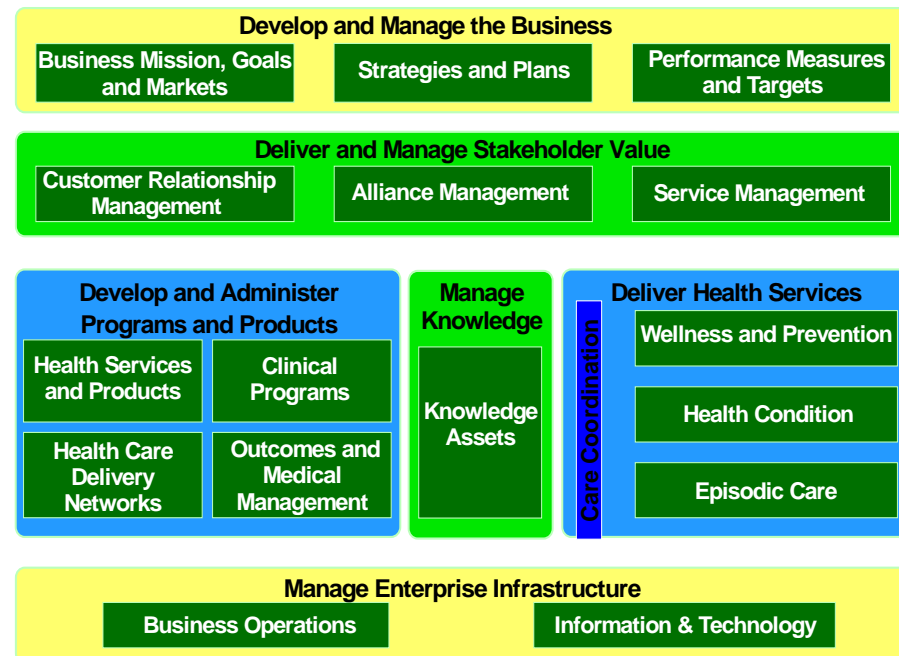 Develop and Manage the Business
Business Mission, Goals
and Markets
Strategies and Plans
Performance Measures
and Targets
Deliver and Manage Stakeholder Value
Customer Relationship
Management
Alliance Management
Service Management
Develop and Administer
Programs and Products
Health Services
and Products
Clinical
Programs
Health Care
Delivery
Networks
Outcomes and
Medical
Management
Manage
Knowledge
Knowledge
Assets
Deliver Health Services
Care Coordination
Wellness and Prevention
Health Condition
Episodic Care
Manage Enterprise Infrastructure
Business Operations
Information & Technology